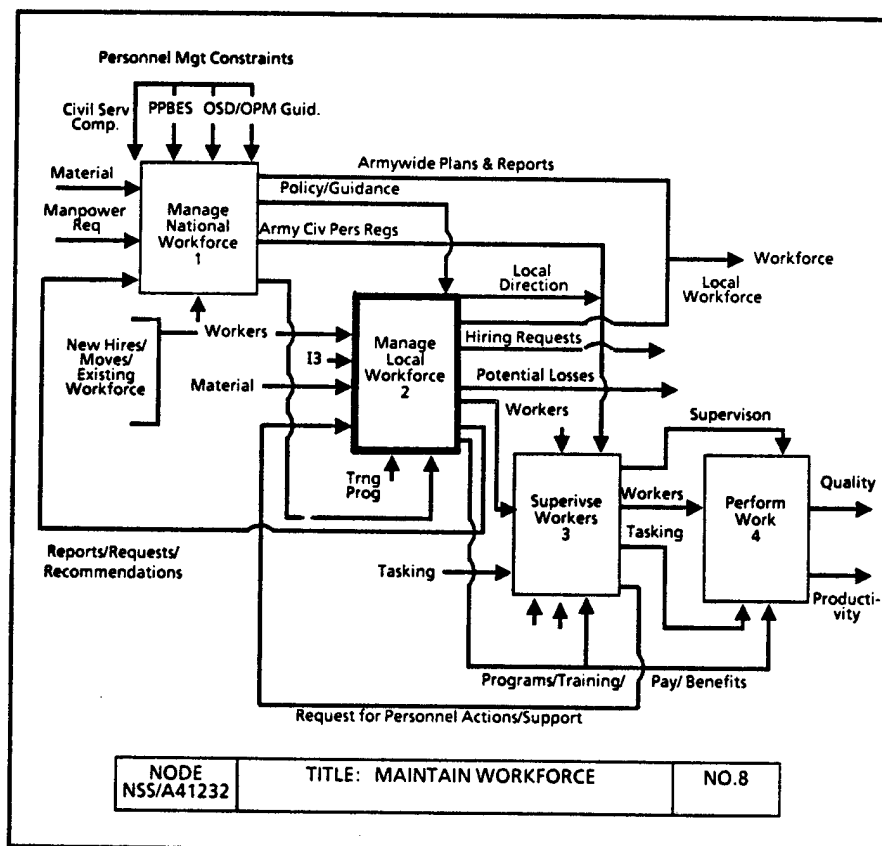 Personnel Mgt Constraints
Civil Serv
Comp.
PPBES
OSD/OPM Guid.
Material
Manpower
Req
Manage
National
Workforce
1
Armywide Plans & Reports
Policy/Guidance
Army Civ Pers Regs
Workforce
Local
Workforce
Local
Direction
New Hires/
Moves/
Existing
Workforce
Workers
I3
Material
Manage
Local
Workforce
2
Hiring Requests
Potential Losses
Trng
Prog
Workers
Supervison
Superivse
Workers
3
Workers
Tasking
Perform
Work
4
Quality
Producti-
vity
Reports/Requests/
Recommendations
Tasking
Programs/Training/ Pay/ Benefits
Request for Personnel Actions/Support
NODE
NSS/A41232
TITLE: MAINTAIN WORKFORCE
NO.8